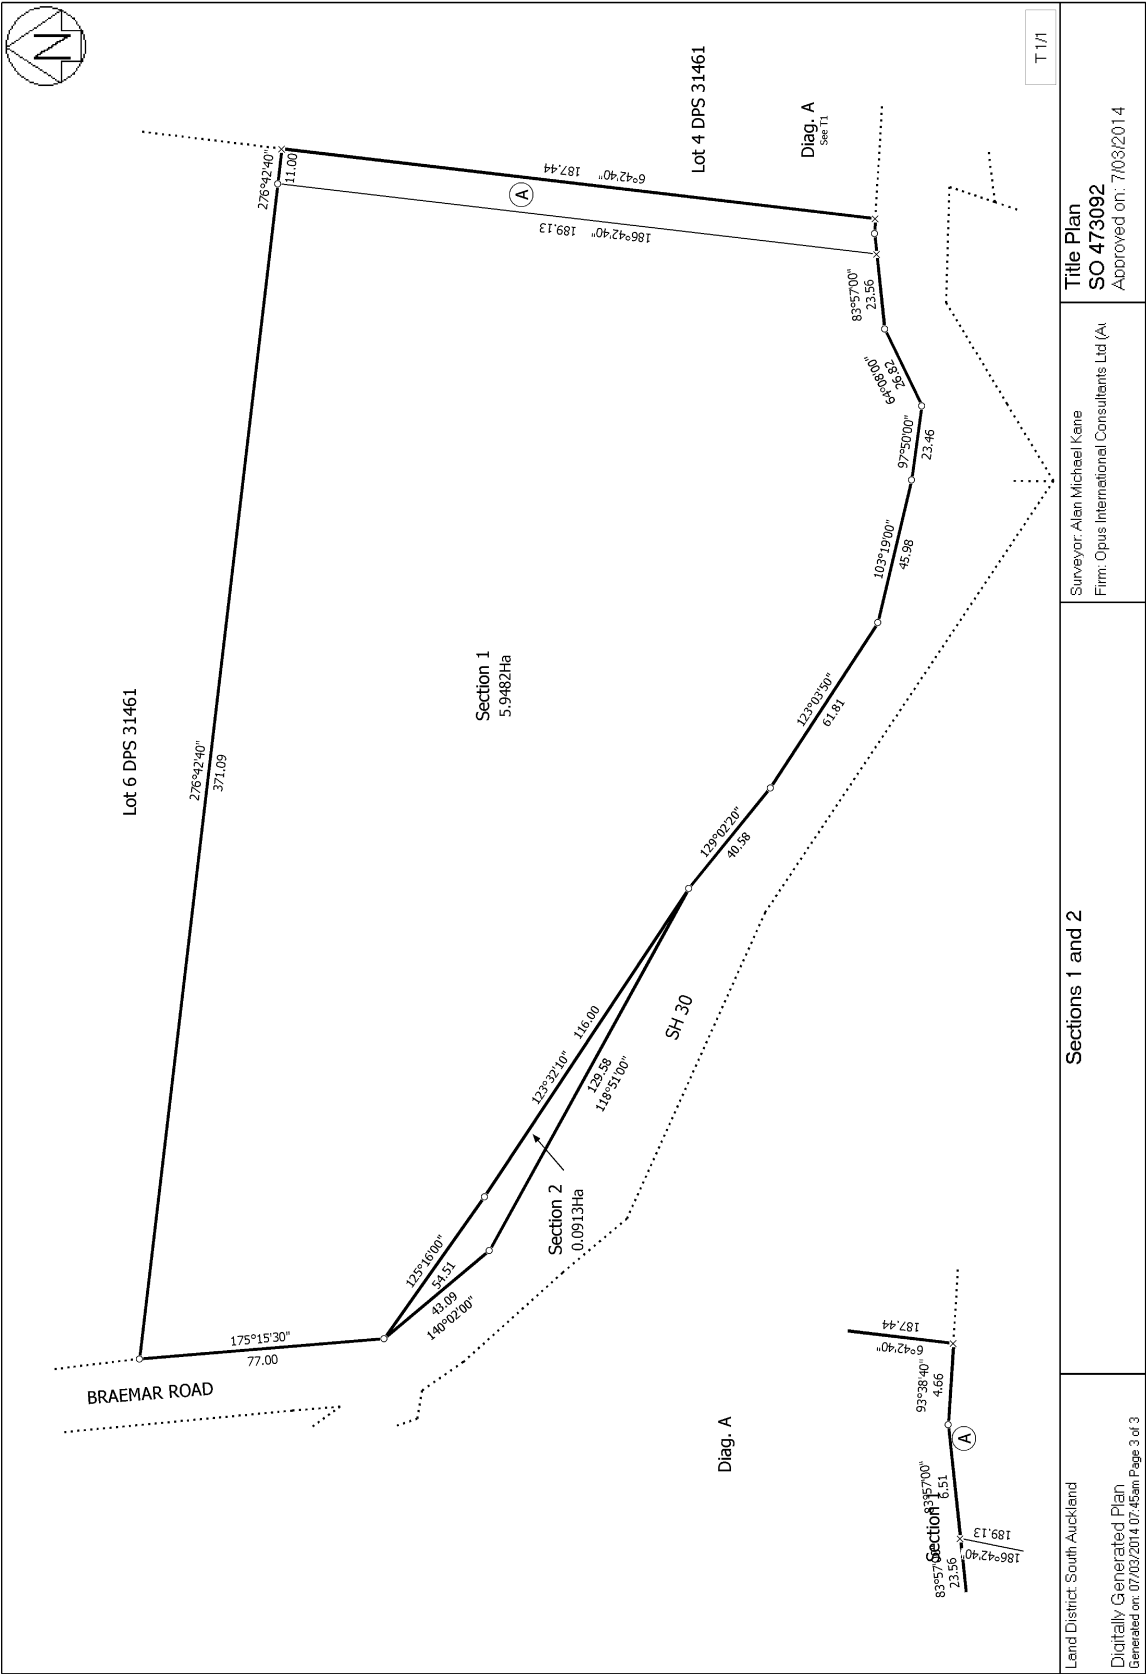 N
T 1/1
Lot 6 DPS 31461
Lot 4 DPS 31461
Diag. A
See T1
276°42'40"
11.00
6°42'40" 187.44
A
186°42'40" 189.13
276°42'40"
371.09
Section 1
5.9482Ha
83°57'00"
23.56
64°08'00"
26.82
97°50'00"
23.46
103°19'00"
45.98
123°03'50"
61.81
129°02'20"
40.58
123°32'10" 116.00
129.58
118°51'00"
SH 30
Section 2
0.0913Ha
125°16'00"
54.51
43.09
140°02'00"
175°15'30"
77.00
BRAEMAR ROAD
Diag. A
6°42'40" 187.44
93°38'40"
4.66
A
83°57'00"
6.51
Section 1
83°57'00"
23.56
186°42'40" 189.13
Land District: South Auckland
Digitally Generated Plan
Generated on: 07/03/2014 07:45am Page 3 of 3
Sections 1 and 2
Surveyor: Alan Michael Kane
Firm: Opus International Consultants Ltd (Au
Title Plan
SO 473092
Approved on: 7/03/2014